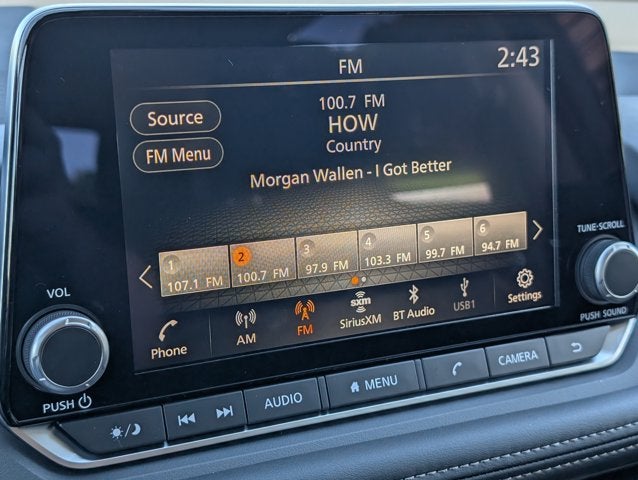 FM
2:43
Source
FM Menu
100.7 FM
HOW
Country
Morgan Wallen - I Got Better
1
107.1 FM
2
100.7 FM
3
97.9 FM
4
103.3 FM
5
99.7 FM
6
94.7 FM
Phone
AM
FM
sxm
SiriusXM
BT Audio
USB1
Settings
VOL
PUSH
TUNE·SCROLL
PUSH: SOUND
AUDIO
MENU
CAMERA